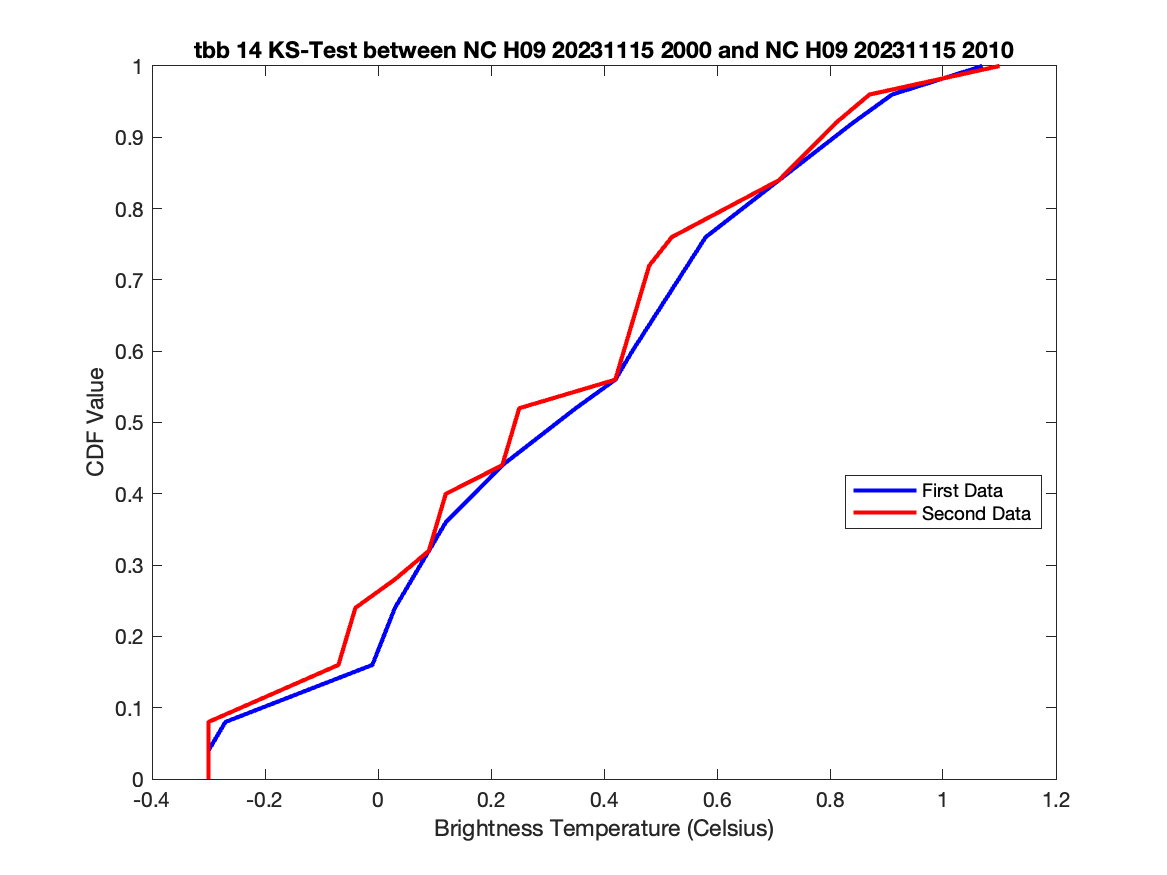 tbb 14 KS-Test between NC H09 20231115 2000 and NC H09 20231115 2010
1
0.9
0.8
0.7
0.6
0.5
0.4
0.3
0.2
0.1
0
CDF Value
First Data
Second Data
-0.4 -0.2 0 0.2 0.4 0.6 0.8 1 1.2
Brightness Temperature (Celsius)